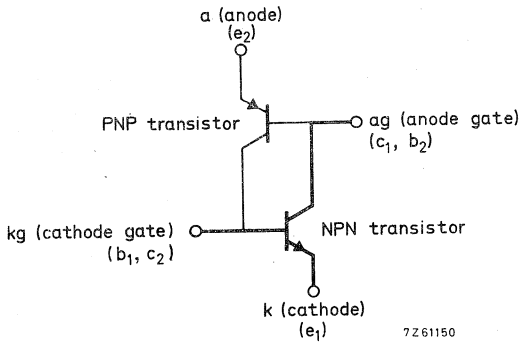 a (anode)
(e₂)
PNP transistor
ag (anode gate)
(c₁, b₂)
kg (cathode gate)
(b₁, c₂)
NPN transistor
k (cathode)
(e₁)
7Z61150